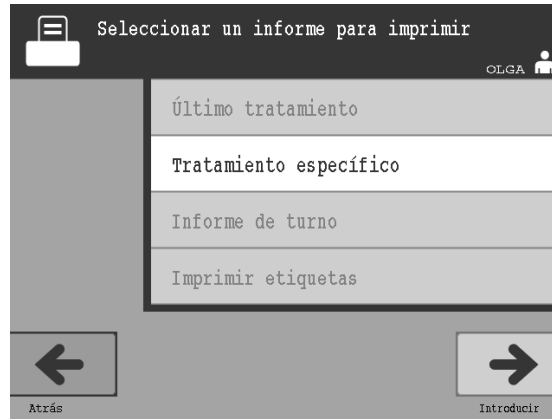 Seleccionar un informe para imprimir
OLGA
Último tratamiento
Tratamiento específico
Informe de turno
Imprimir etiquetas
Atrás
Introducir